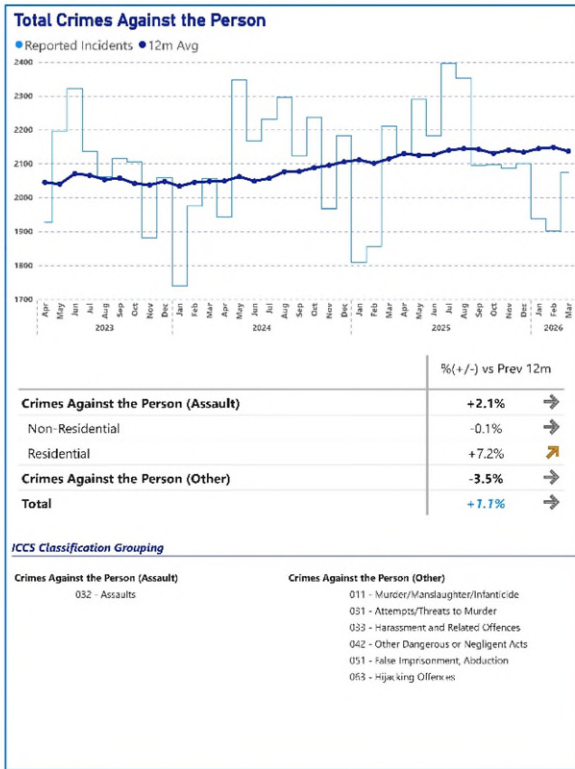 Total Crimes Against the Person
Reported Incidents 12m Avg
2400
2300
2200
2100
2000
1900
1800
1700
Apr May Jun Jul Aug Sep Oct Nov Dec Jan Feb Mar Apr May Jun Jul Aug Sep Oct Nov Dec Jan Feb Mar Apr May Jun Jul Aug Sep Oct Nov Dec Jan Feb Mar
2023 2024 2025 2026
%(+/-) vs Prev 12m
Crimes Against the Person (Assault) +2.1%
Non-Residential -0.1%
Residential +7.2%
Crimes Against the Person (Other) -3.5%
Total +1.1%
ICCS Classification Grouping
Crimes Against the Person (Assault)
032 - Assaults
Crimes Against the Person (Other)
011 - Murder/Manslaughter/Infanticide
031 - Attempts/Threats to Murder
033 - Harassment and Related Offences
042 - Other Dangerous or Negligent Acts
051 - False Imprisonment, Abduction
063 - Hijacking Offences